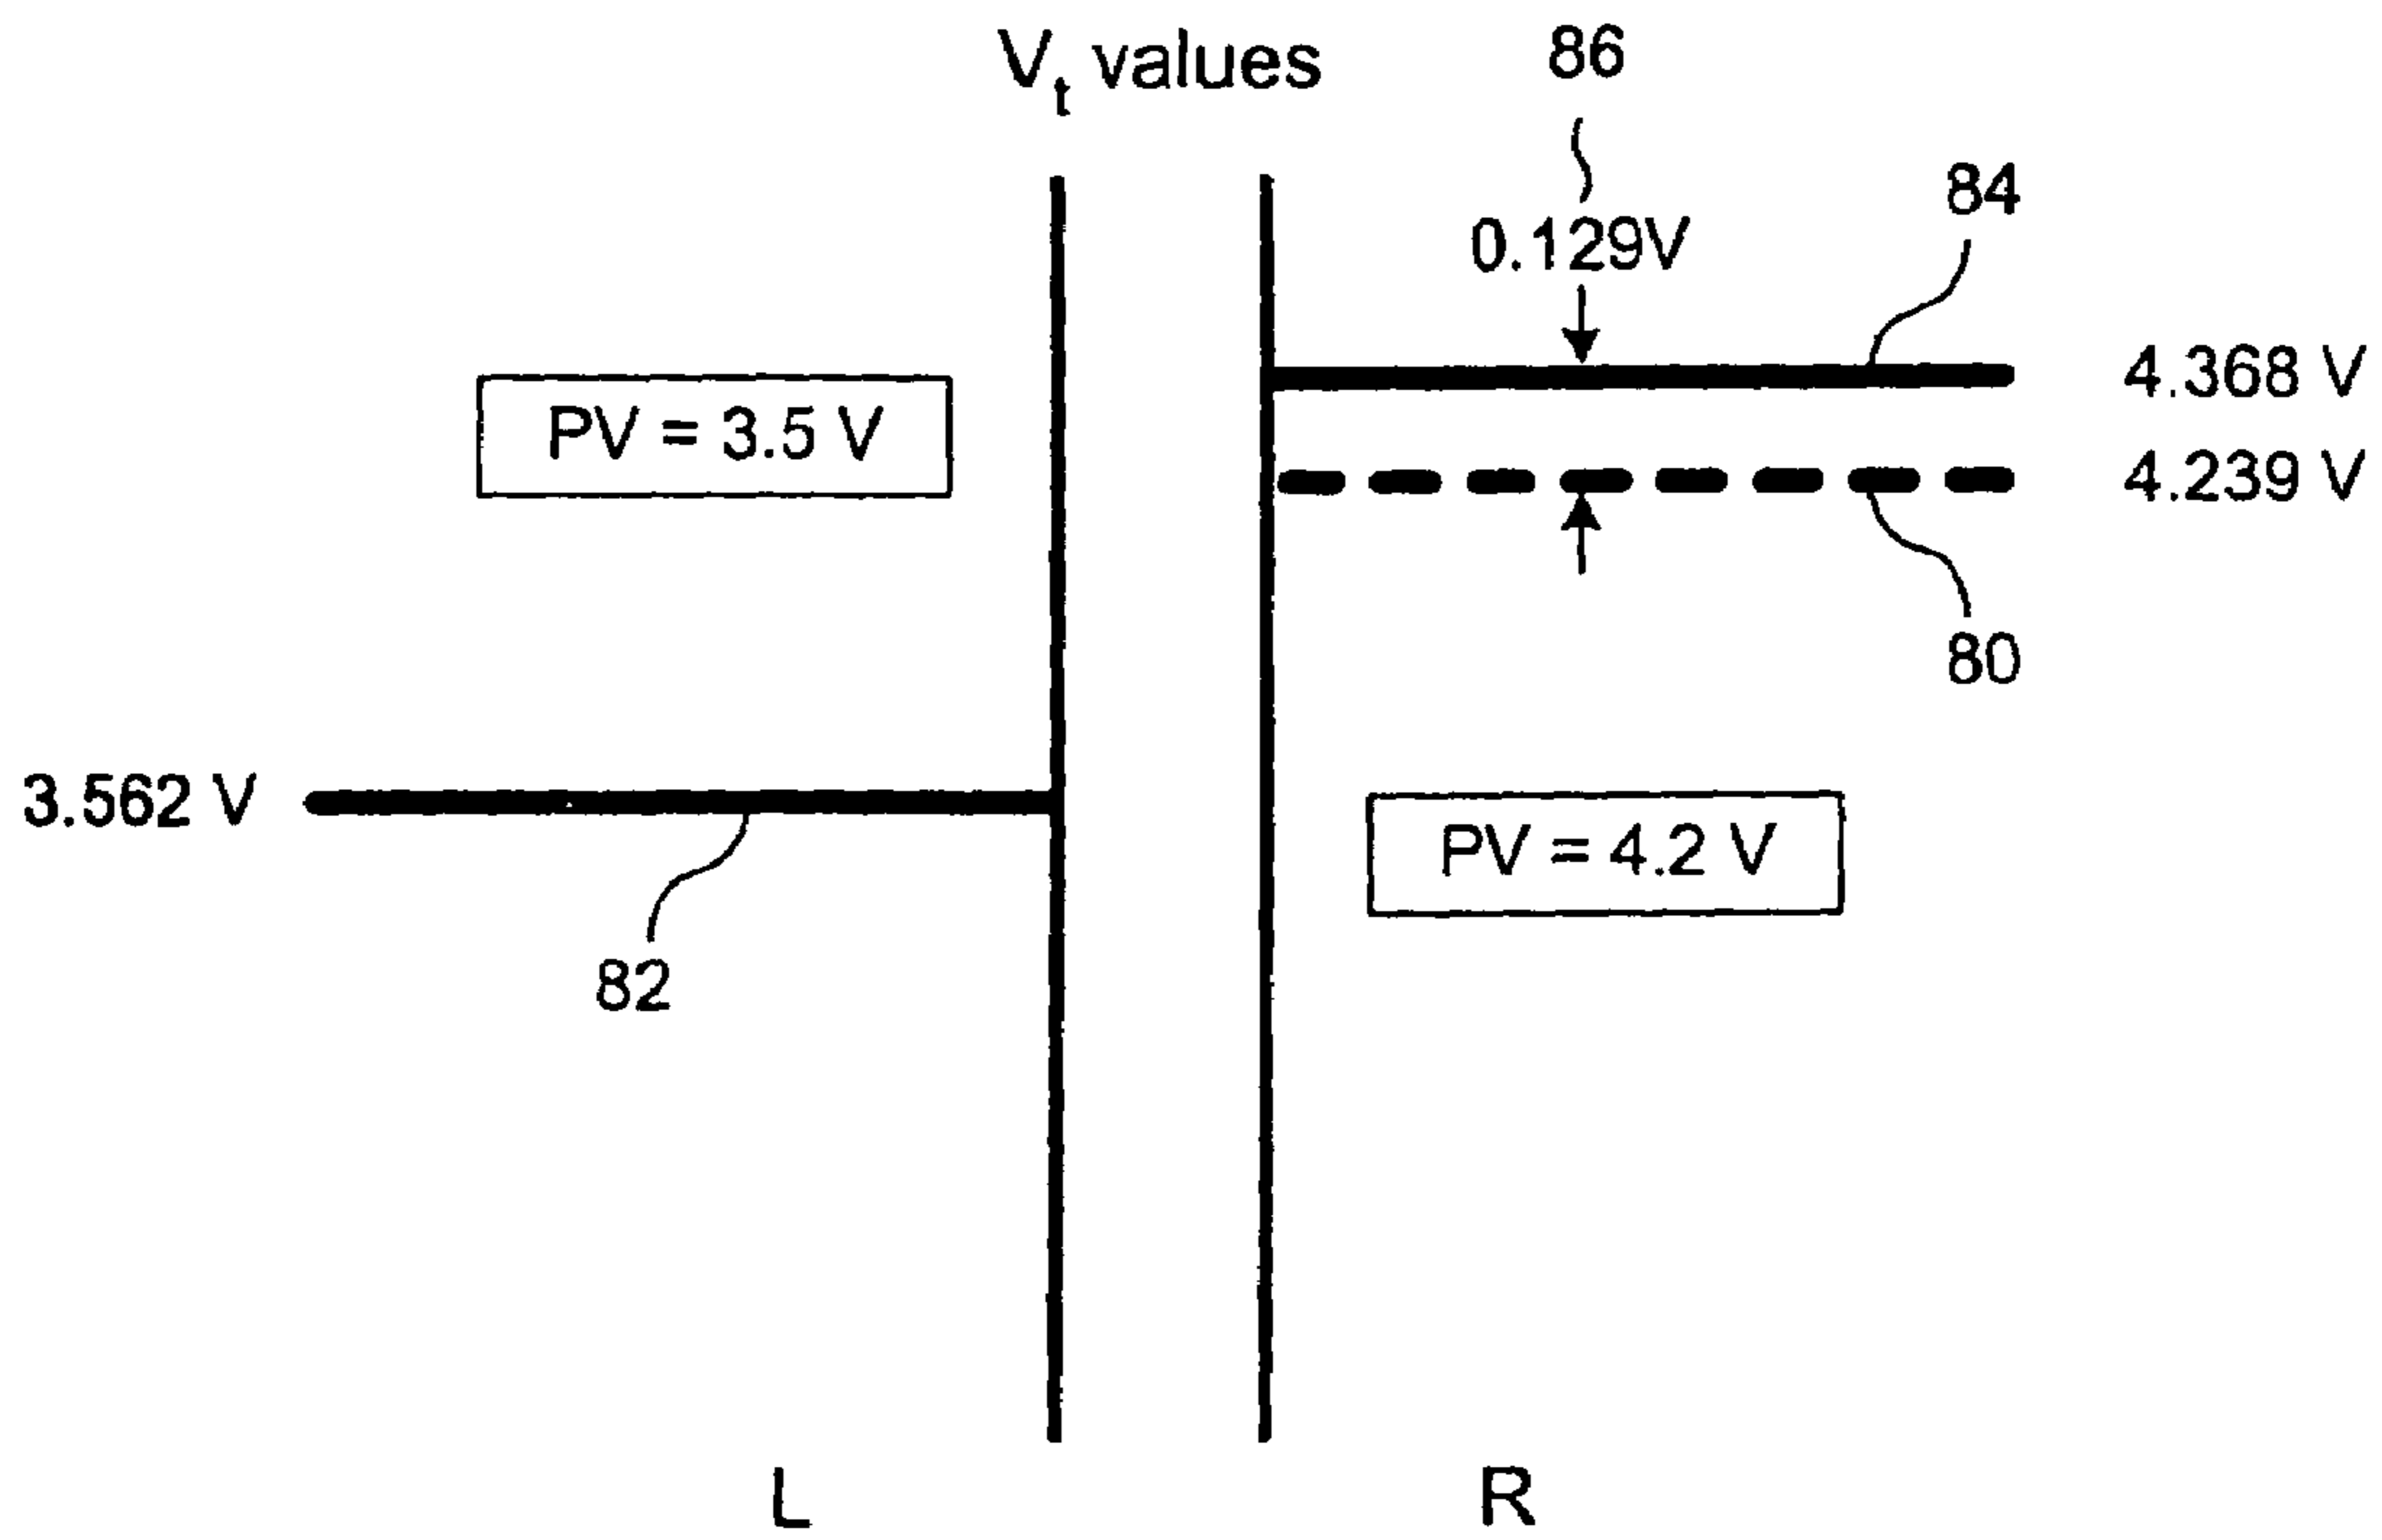 Vt values
86
84
0.129V
4.368 V
PV = 3.5 V
4.239 V
80
3.562 V
PV = 4.2 V
82
L
R